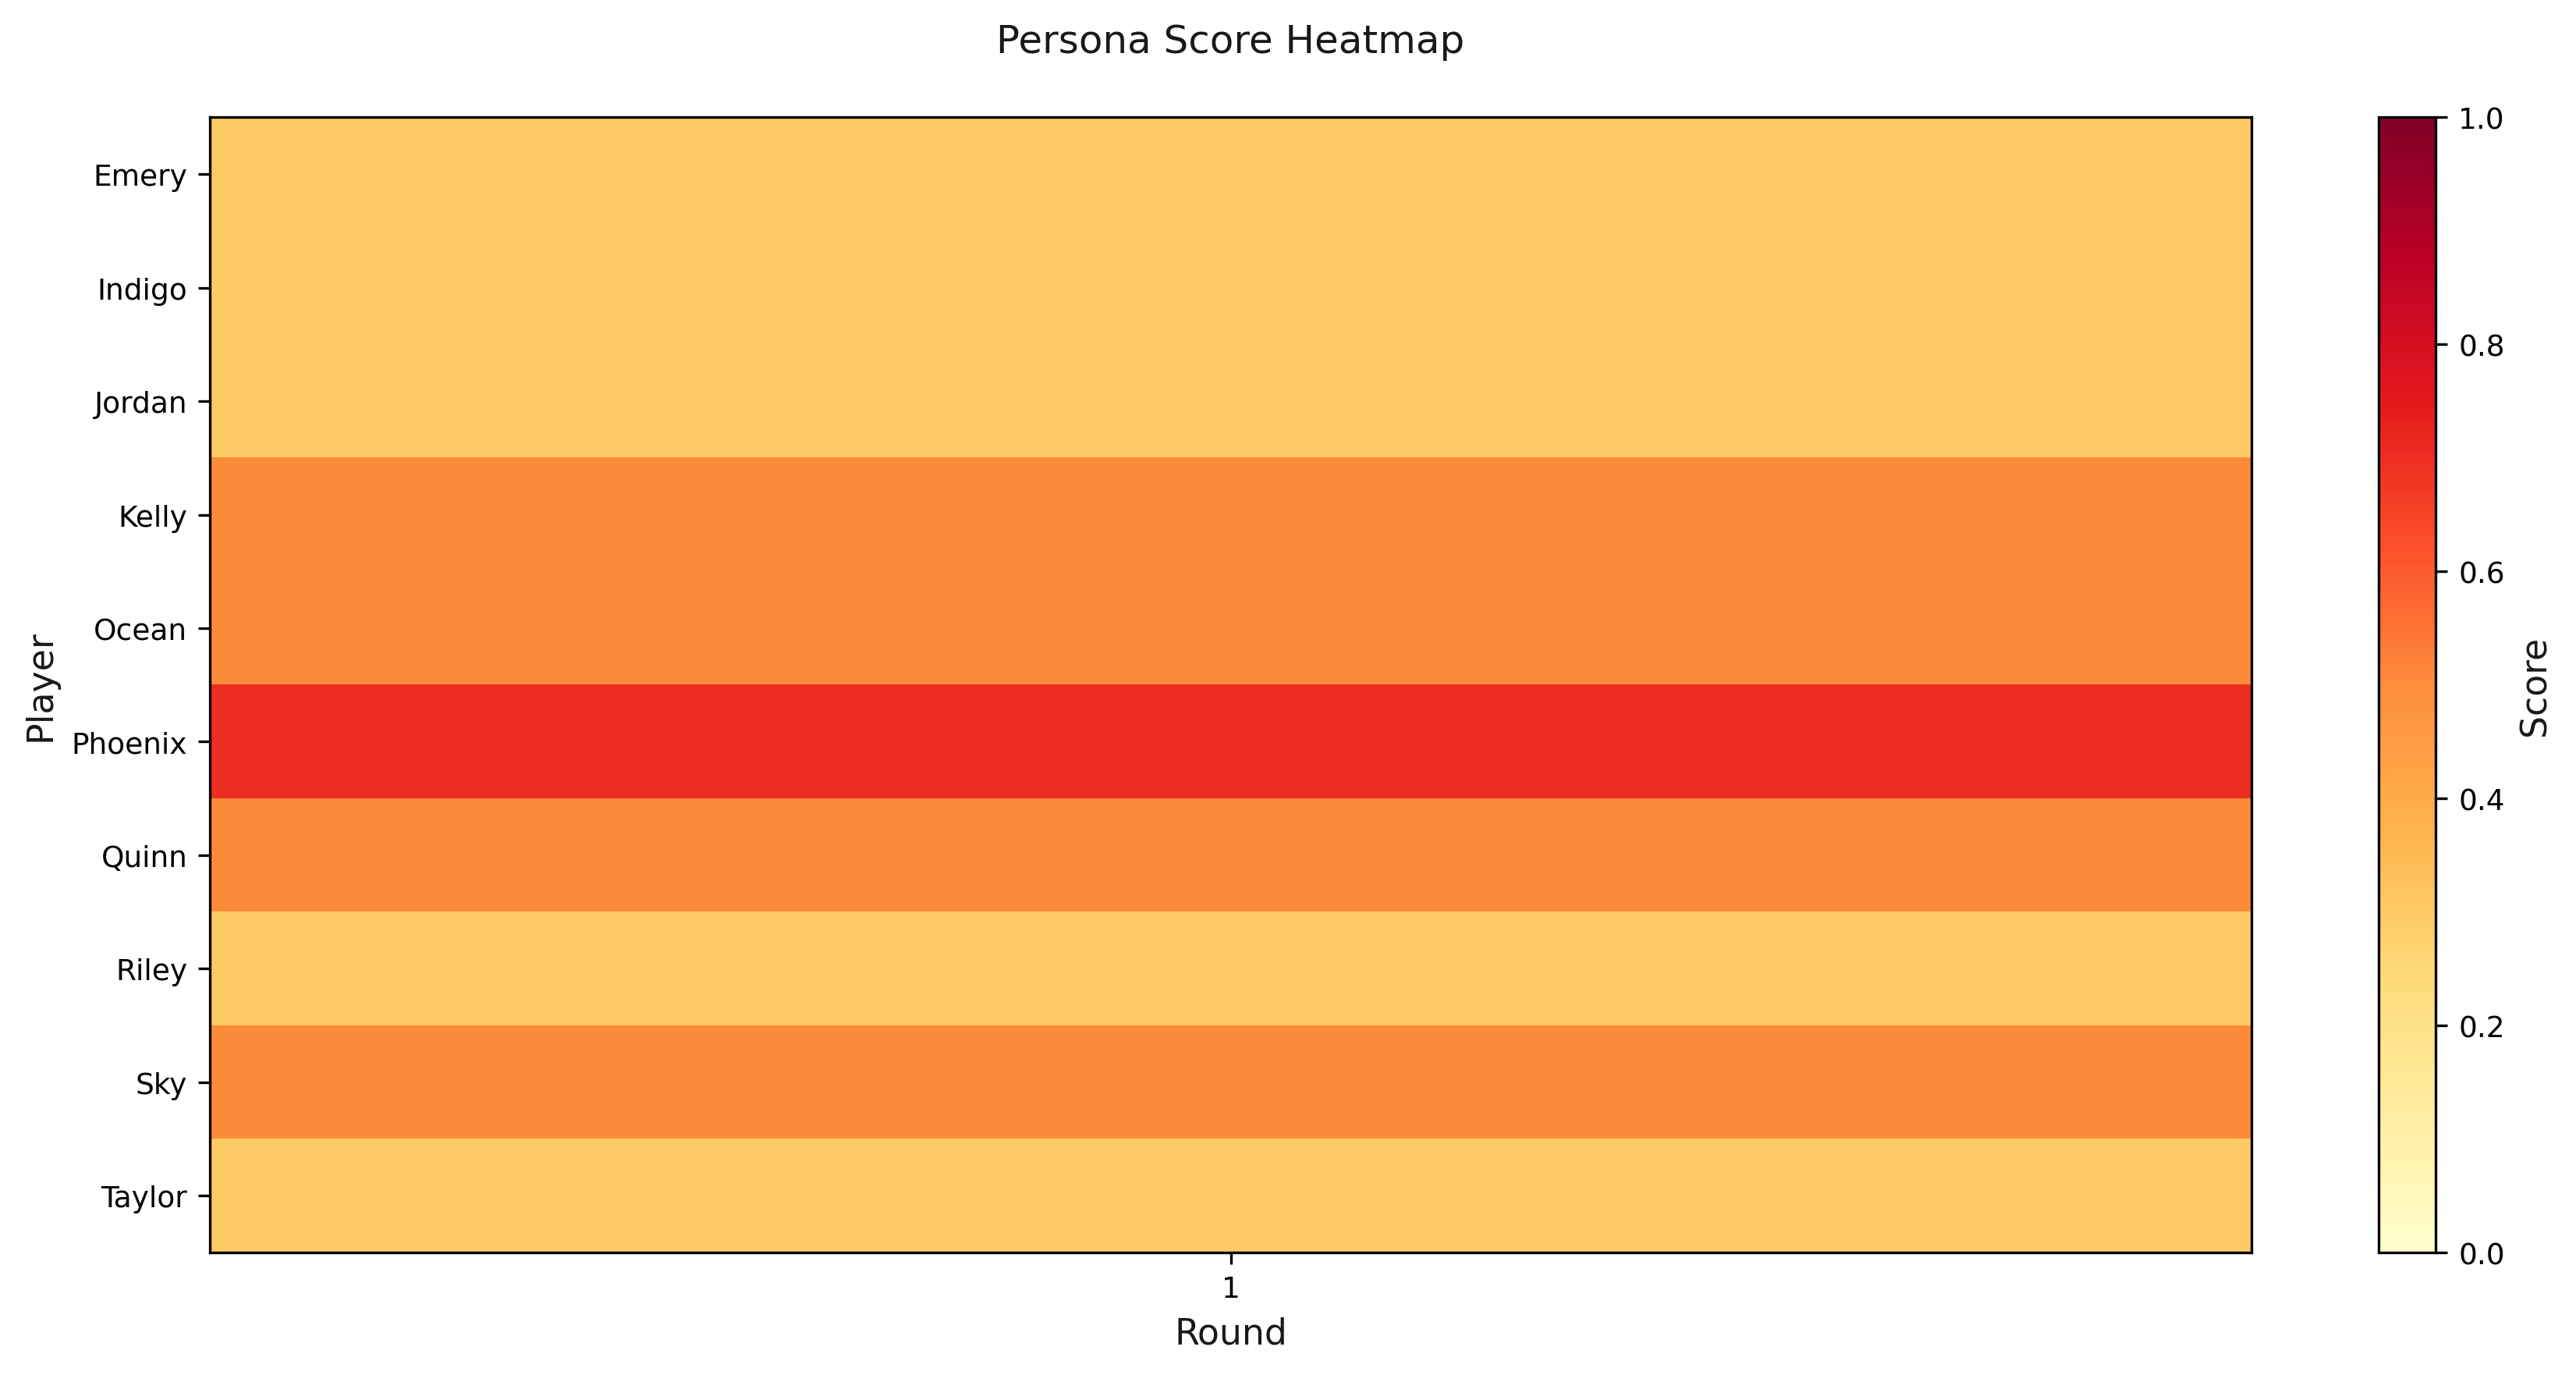 Persona Score Heatmap
Player
Emery
Indigo
Jordan
Kelly
Ocean
Phoenix
Quinn
Riley
Sky
Taylor
1
Round
1.0
0.8
0.6
0.4
0.2
0.0
Score